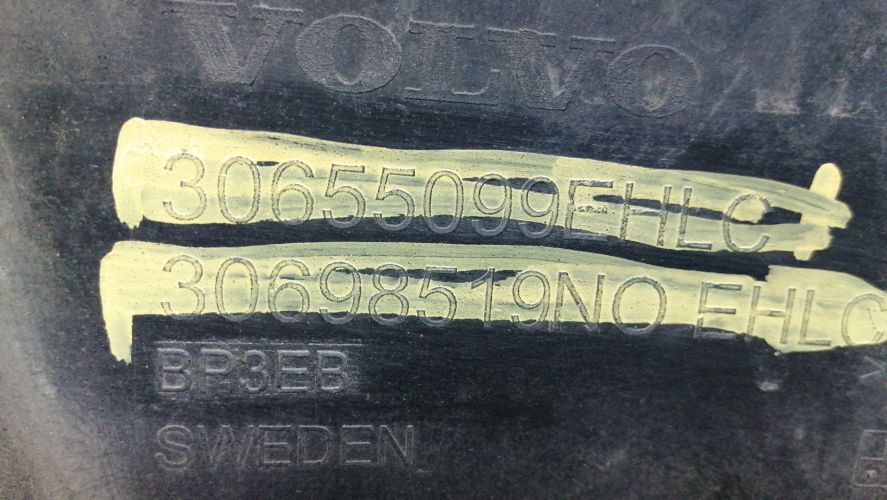 VOLVO
30655099EHLC
30698519NO EHLC
BP3EB
SWEDEN